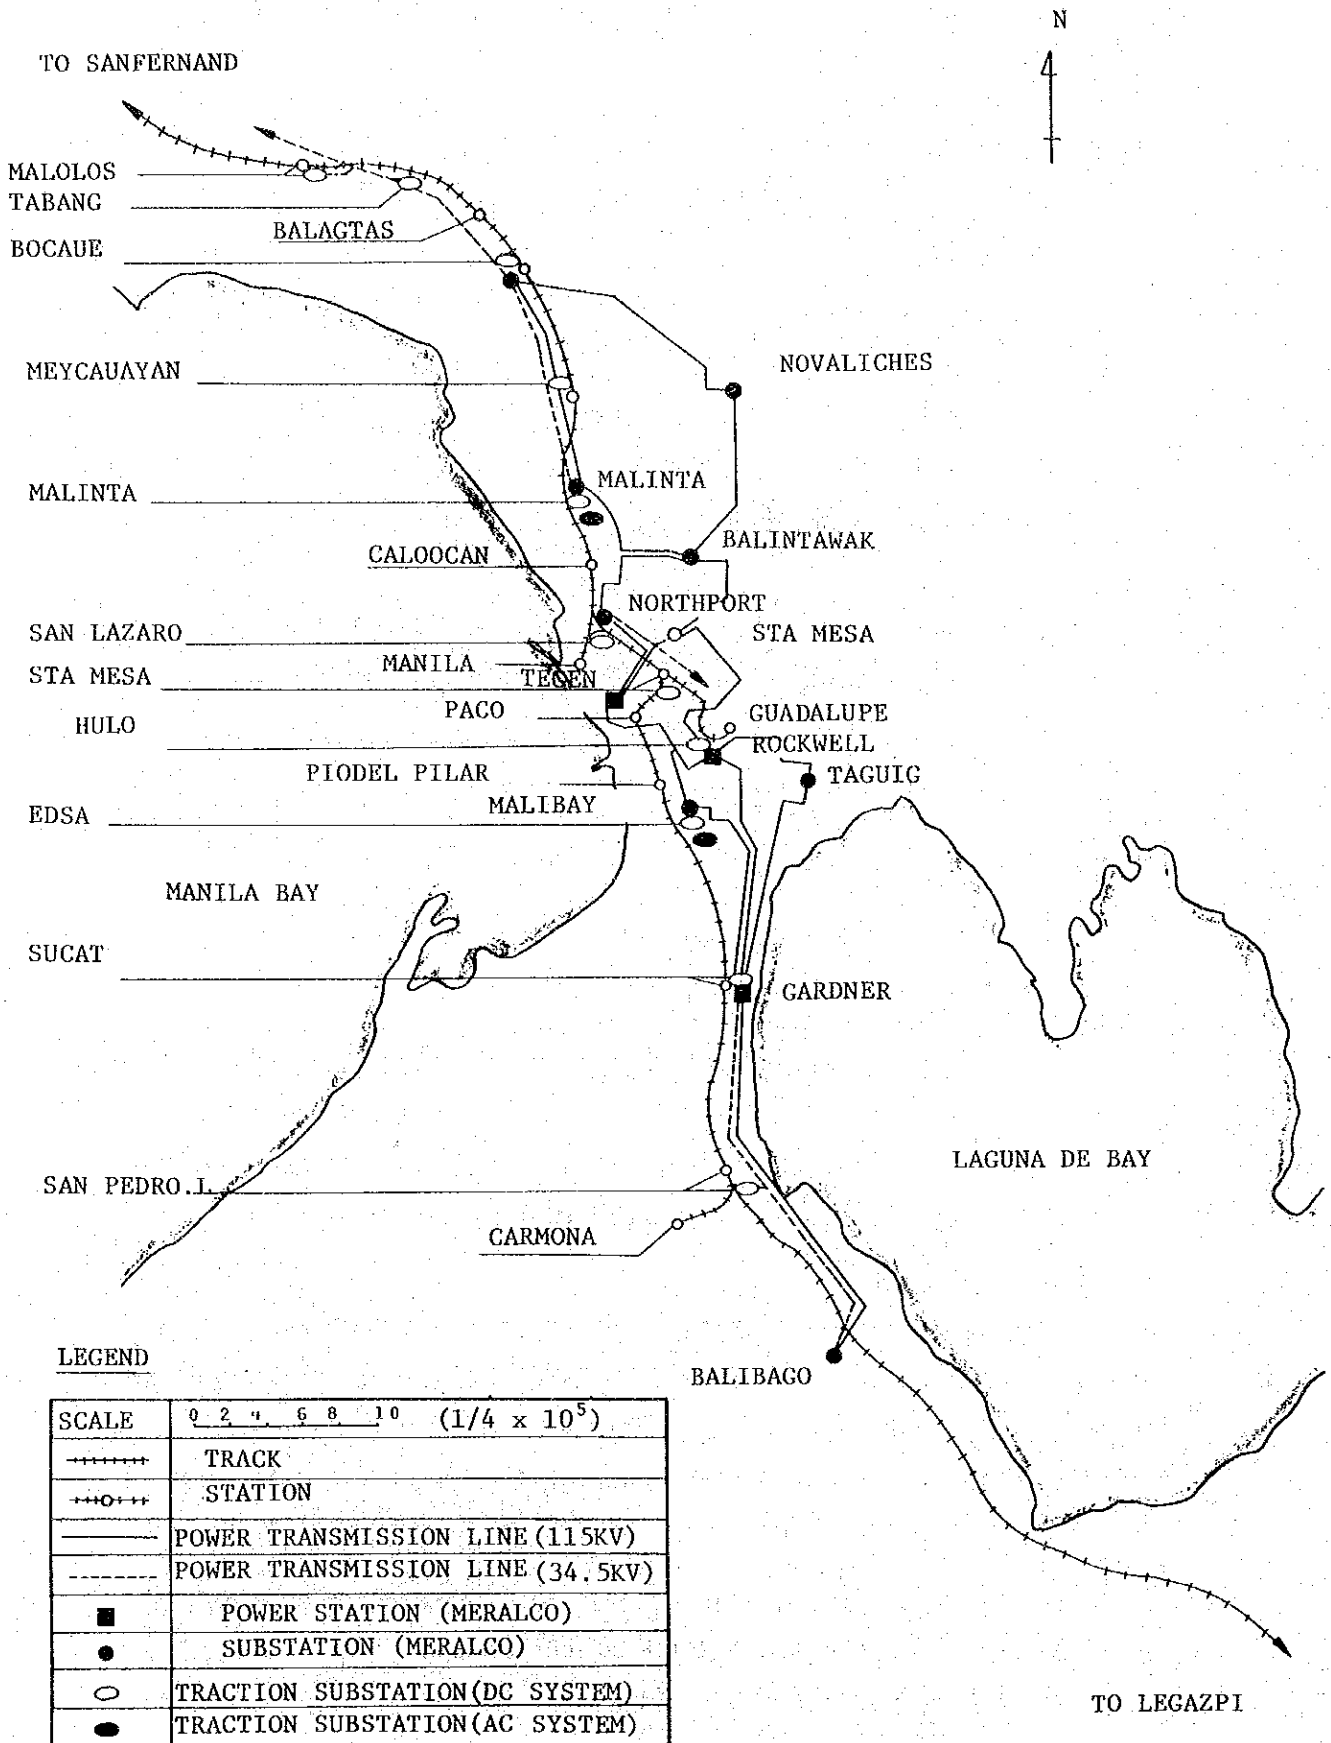 N
TO SANFERNAND
MALOLOS
TABANG
BALAGTAS
BOCAUE
NOVALICHES
MEYCAUAYAN
MALINTA
MALINTA
BALINTAWAK
CALOOCAN
NORTHPORT
SAN LAZARO
STA MESA
MANILA
STA MESA
TEGEN
PACO
GUADALUPE
HULO
ROCKWELL
PIODEL PILAR
TAGUIG
MALIBAY
EDSA
MANILA BAY
SUCAT
GARDNER
LAGUNA DE BAY
SAN PEDRO.L
CARMONA
BALIBAGO
LEGEND
SCALE 0 2 4 6 8 10 (1/4 x 10⁵)
TRACK
STATION
POWER TRANSMISSION LINE (115KV)
POWER TRANSMISSION LINE (34.5KV)
POWER STATION (MERALCO)
SUBSTATION (MERALCO)
TRACTION SUBSTATION(DC SYSTEM)
TRACTION SUBSTATION(AC SYSTEM)
TO LEGAZPI